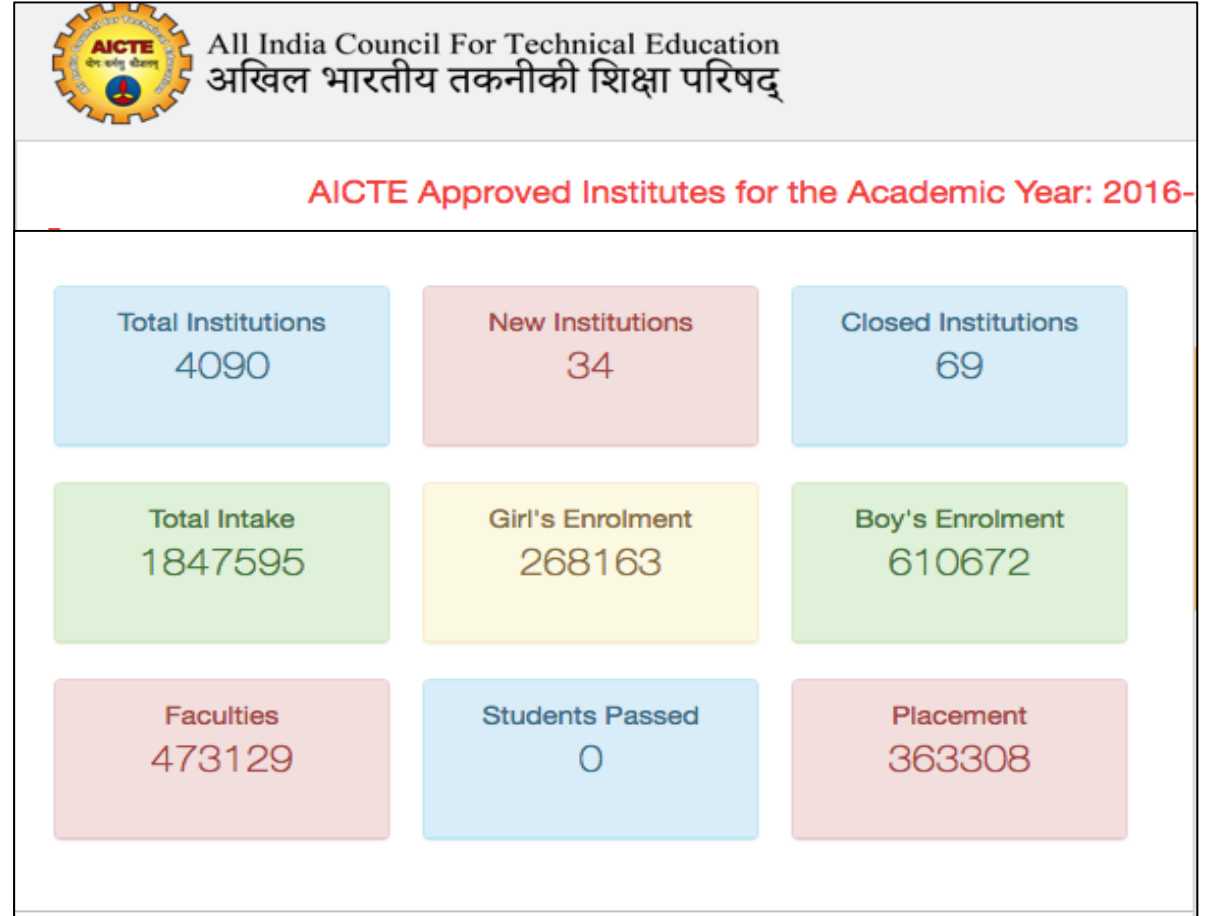 AICTE
All India Council For Technical Education
अखिल भारतीय तकनीकी शिक्षा परिषद्
AICTE Approved Institutes for the Academic Year: 2016-
Total Institutions
4090
New Institutions
34
Closed Institutions
69
Total Intake
1847595
Girl's Enrolment
268163
Boy's Enrolment
610672
Faculties
473129
Students Passed
0
Placement
363308